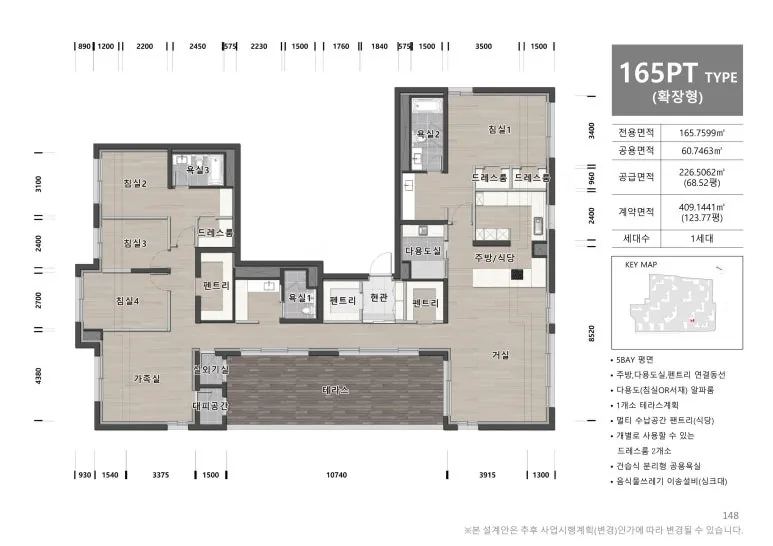 890 1200 2200 2450 575 2230 1500 1760 1840 575 1500 3500 1500
165PT TYPE
(확장형)
전용면적 165.7599㎡
공용면적 60.7463㎡
공급면적 226.5062㎡
(68.52평)
계약면적 409.1441㎡
(123.77평)
세대수 1세대
KEY MAP
3100
2400
2700
4380
3400
960
2400
8520
욕실2
침실1
드레스룸 드레스룸
욕실3
침실2
드레스룸
침실3
다용도실
주방/식당
팬트리
침실4
욕실1
팬트리
현관
팬트리
거실
실외기실
가족실
테라스
대피공간
930 1540 3375 1500 10740 3915 1300
• 5BAY 평면
• 주방,다용도실,팬트리 연결동선
• 다용도(침실OR서재) 알파룸
• 1개소 테라스계획
• 멀티 수납공간 팬트리(식당)
• 개별로 사용할 수 있는
드레스룸 2개소
• 건습식 분리형 공용욕실
• 음식물쓰레기 이송설비(싱크대)
148
※본 설계안은 추후 사업시행계획(변경)인가에 따라 변경될 수 있습니다.